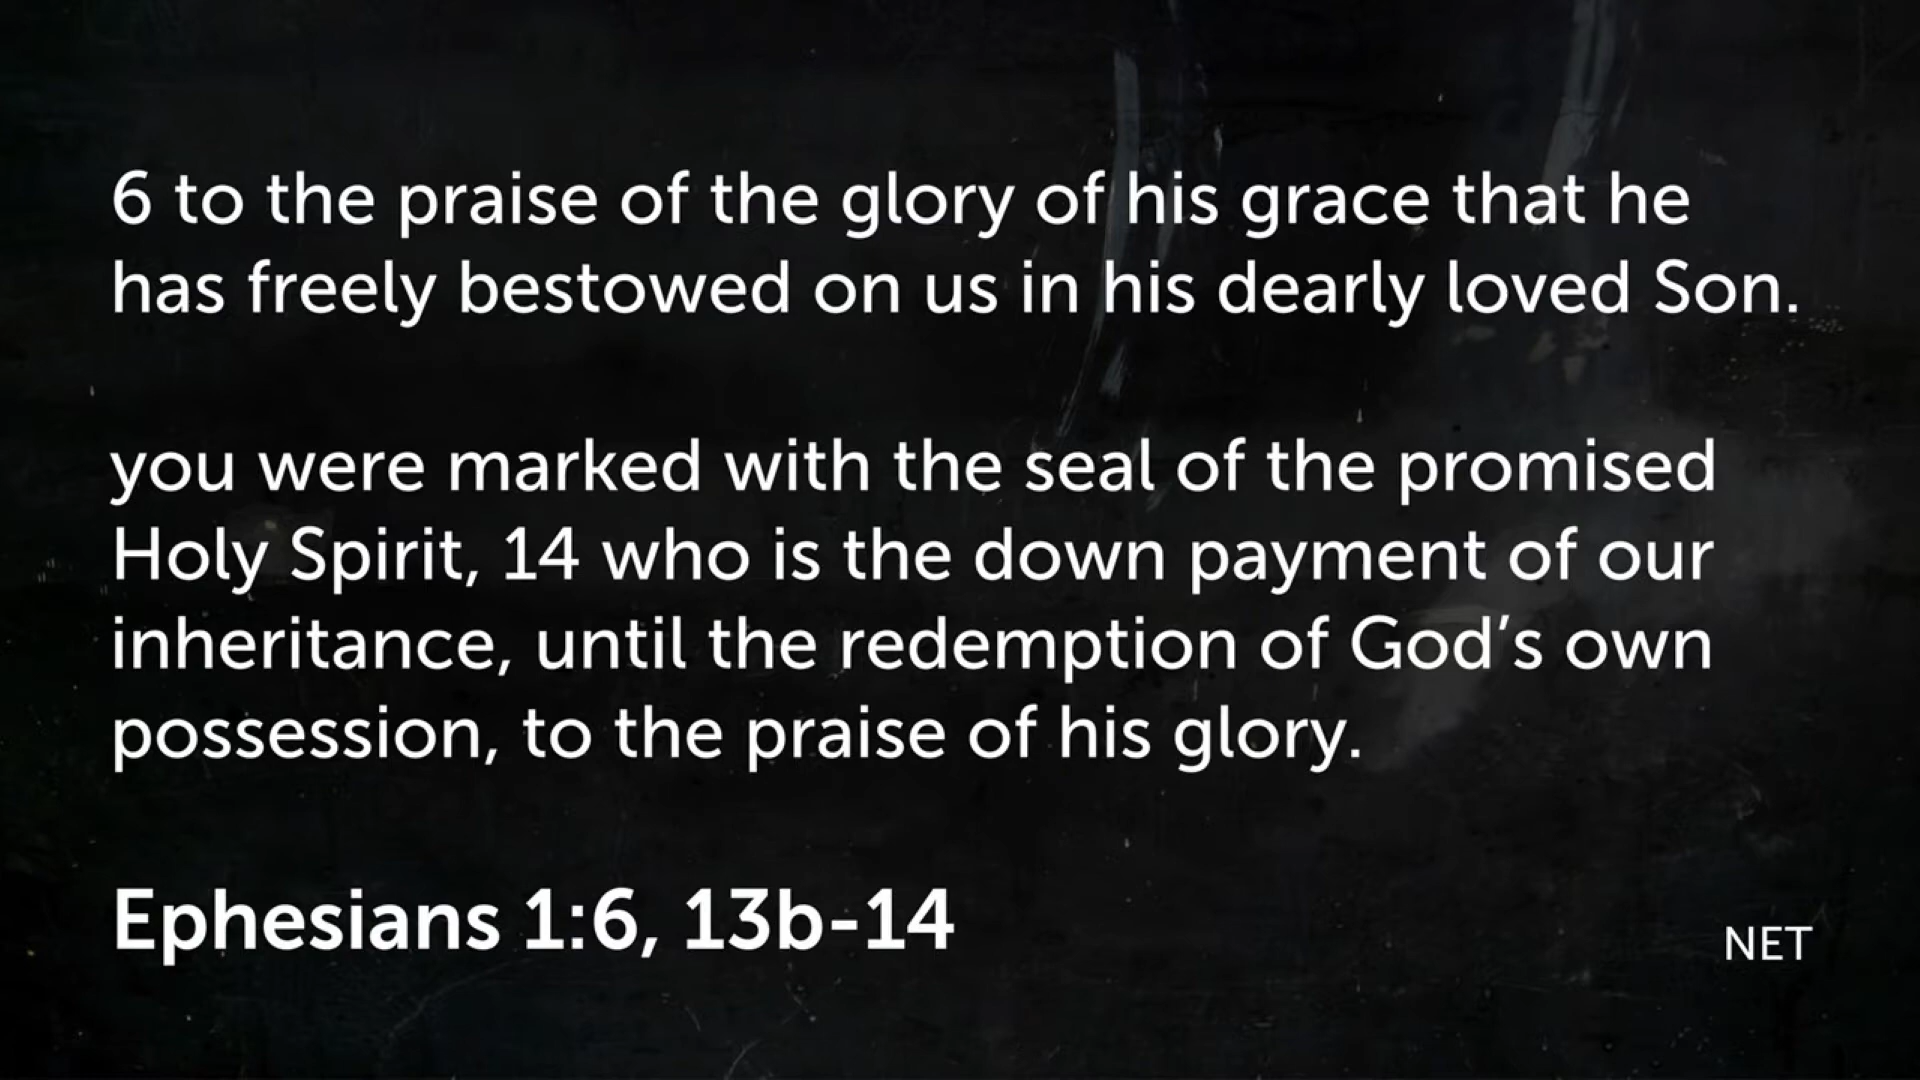 6 to the praise of the glory of his grace that he
has freely bestowed on us in his dearly loved Son.
you were marked with the seal of the promised
Holy Spirit, 14 who is the down payment of our
inheritance, until the redemption of God’s own
possession, to the praise of his glory.
Ephesians 1:6, 13b-14
NET